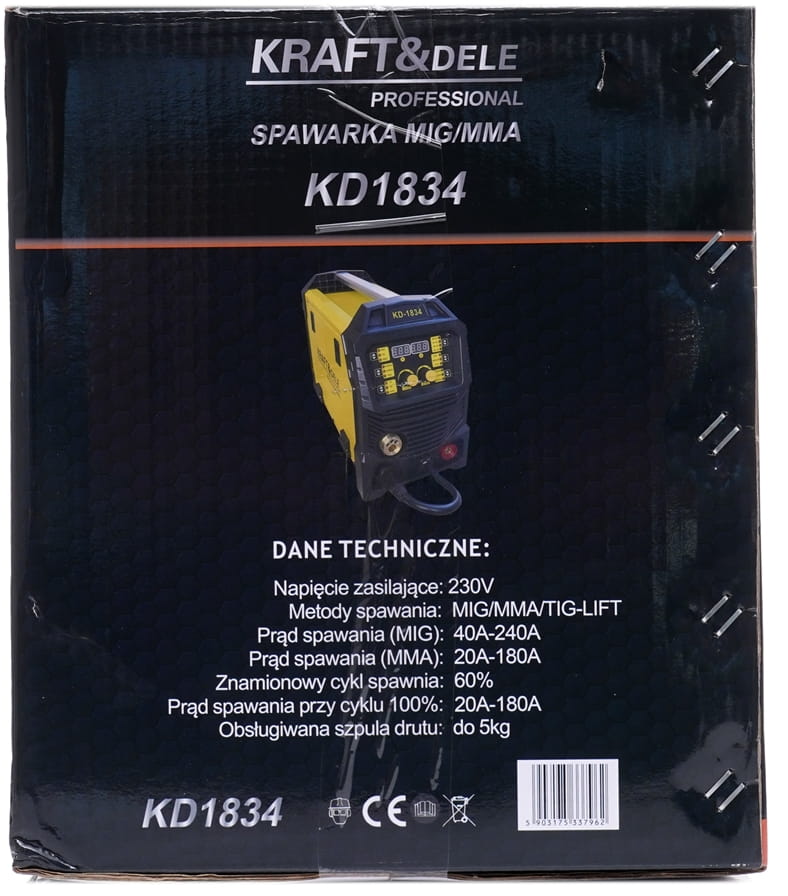 KRAFT&DELE
PROFESSIONAL
SPAWARKA MIG/MMA
KD1834
KD-1834
KRAFT&DELE
DANE TECHNICZNE:
Napięcie zasilające: 230V
Metody spawania: MIG/MMA/TIG-LIFT
Prąd spawania (MIG): 40A-240A
Prąd spawania (MMA): 20A-180A
Znamionowy cykl spawnia: 60%
Prąd spawania przy cyklu 100%: 20A-180A
Obsługiwana szpula drutu: do 5kg
KD1834
CE
5 903175 337962